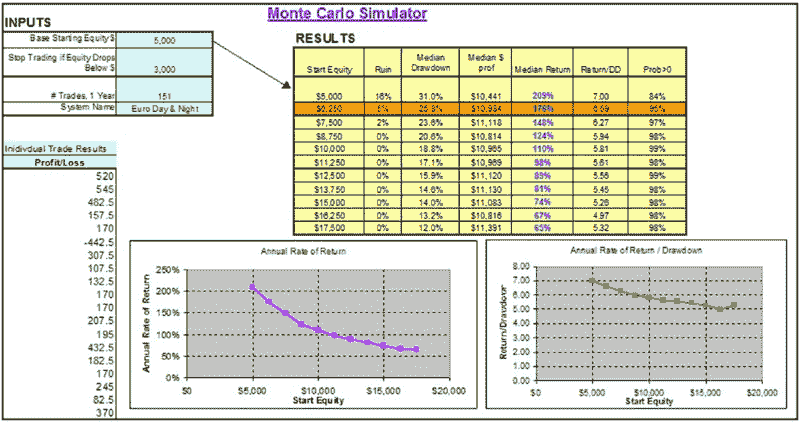 Monte Carlo Simulator
INPUTS
Base Starting Equity $ 5,000
Stop Trading if Equity Drops
Below $ 3,000
# Trades, 1 Year 151
System Name Euro Day & Night
RESULTS
Start Equity Ruin Median Drawdown Median $ prof Median Return Return/DD Prob>0
$5,000 16% 31.0% $10,441 209% 7.00 84%
$7,500 2% 23.6% $11,118 148% 6.27 97%
$8,750 0% 20.6% $10,814 124% 5.94 98%
$10,000 0% 18.8% $10,965 110% 5.81 99%
$11,250 0% 17.1% $10,969 98% 5.61 98%
$12,500 0% 15.9% $11,120 89% 5.56 99%
$13,750 0% 14.6% $11,130 81% 5.45 98%
$15,000 0% 14.0% $11,083 74% 5.26 98%
$16,250 0% 13.2% $10,816 67% 4.97 98%
$17,500 0% 12.0% $11,391 65% 5.32 98%
Inidvdual Trade Results
Profit/Loss
520
545
482.5
157.5
170
-442.5
307.5
107.5
132.5
170
170
207.5
195
432.5
182.5
170
245
82.5
370
Annual Rate of Return
Annual Rate of Return
250%
200%
150%
100%
50%
0%
$0 $5,000 $10,000 $15,000 $20,000
Start Equity
Annual Rate of Return / Drawdown
Return/Drawdown
8.00
7.00
6.00
5.00
4.00
3.00
2.00
1.00
0.00
$0 $5,000 $10,000 $15,000 $20,000
Start Equity